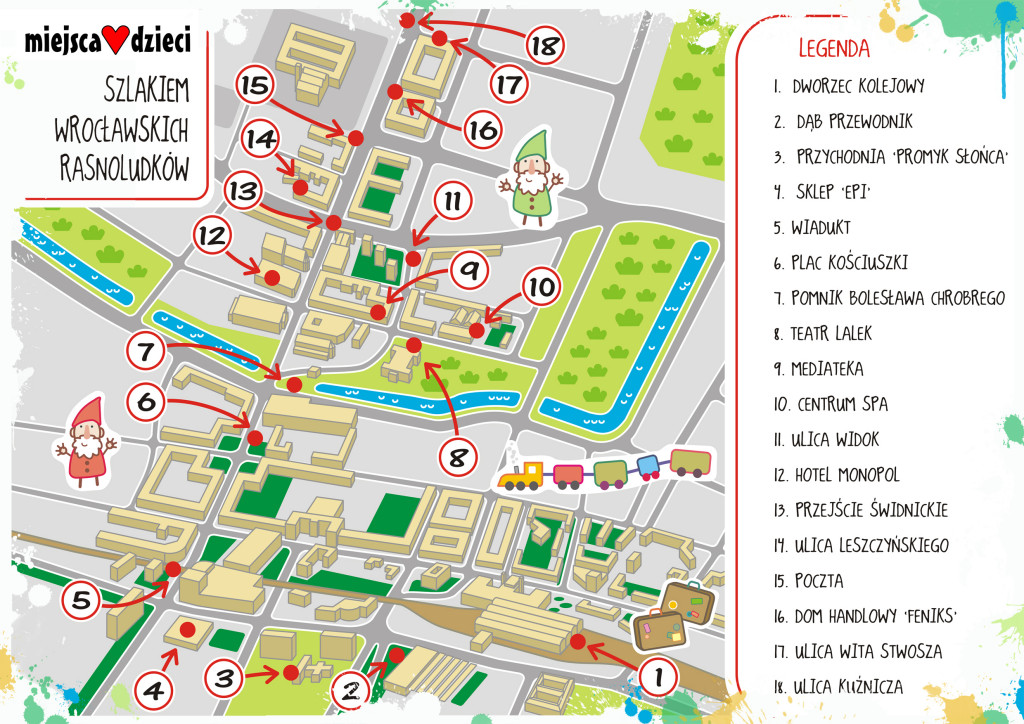 miejsca dzieci
SZLAKIEM
WROCŁAWSKICH
RASNOLUDKÓW
18
17
15
16
14
13
11
12
9
10
7
6
8
5
4
3
2
1
LEGENDA
1. DWORZEC KOLEJOWY
2. DĄB PRZEWODNIK
3. PRZYCHODNIA 'PROMYK SŁOŃCA'
4. SKLEP 'EPI'
5. WIADUKT
6. PLAC KOŚCIUSZKI
7. POMNIK BOLESŁAWA CHROBREGO
8. TEATR LALEK
9. MEDIATEKA
10. CENTRUM SPA
11. ULICA WIDOK
12. HOTEL MONOPOL
13. PRZEJŚCIE ŚWIDNICKIE
14. ULICA LESZCZYŃSKIEGO
15. POCZTA
16. DOM HANDLOWY 'FENIKS'
17. ULICA WITA STWOSZA
18. ULICA KUŹNICZA